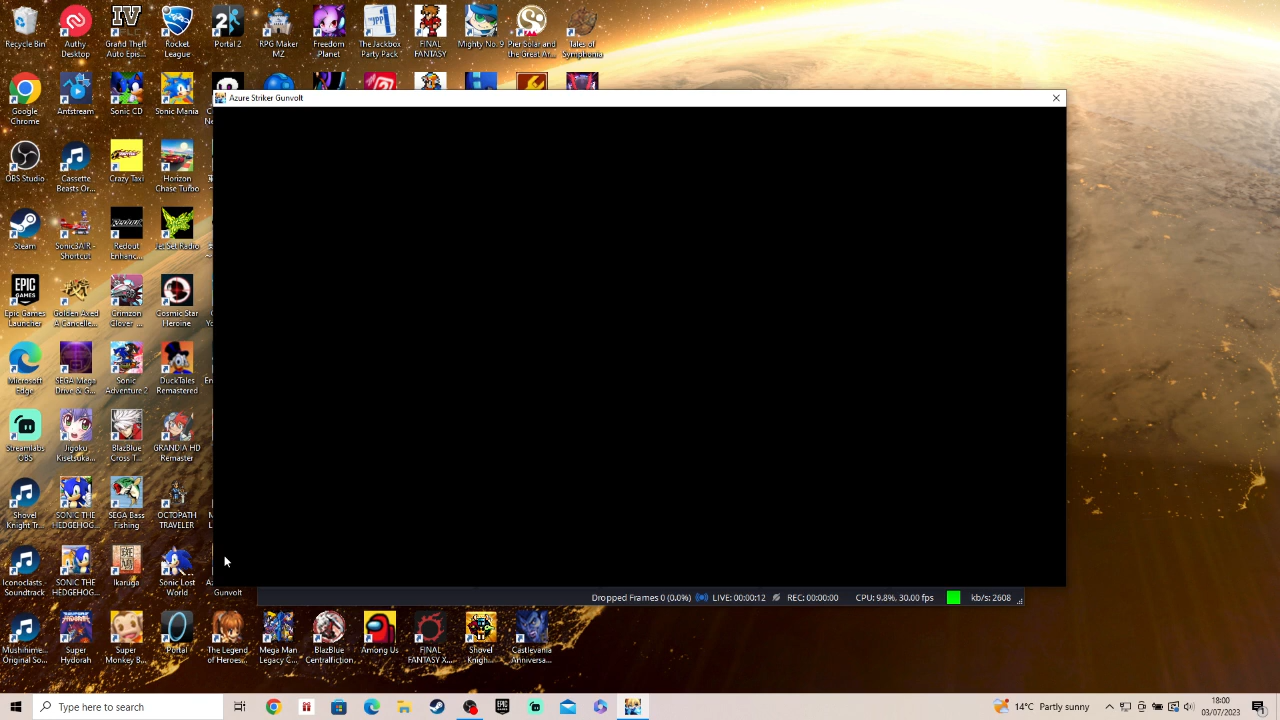 Recycle Bin
Authy Desktop
Grand Theft Auto Epis...
Rocket League
Portal 2
RPG Maker MZ
Freedom Planet
The Jackbox Party Pack
FINAL FANTASY
Mighty No. 9
Pier Solar and the Great Ar...
Tales of Symphonia
Google Chrome
Antstream
Sonic CD
Sonic Mania
Azure Striker Gunvolt
OBS Studio
Cassette Beasts Or...
Crazy Taxi
Horizon Chase Turbo
Steam
Sonic3AIR - Shortcut
Redout Enhanc...
Jet Set Radio
Epic Games Launcher
Golden Axed A Cancelle...
Crimzon Clover ...
Cosmic Star Heroine
Microsoft Edge
SEGA Mega Drive & G...
Sonic Adventure 2
DuckTales Remastered
Streamlabs OBS
Jigoku Kisetsuka...
BlazBlue Cross T...
GRANDIA HD Remaster
Shovel Knight Tr...
SONIC THE HEDGEHOG...
SEGA Bass Fishing
OCTOPATH TRAVELER
Iconoclasts - Soundtrack
SONIC THE HEDGEHOG...
Ikaruga
Sonic Lost World
Gunvolt
Dropped Frames 0 (0.0%) LIVE: 00:00:12 REC: 00:00:00 CPU: 9.8%, 30.00 fps kb/s: 2608
Mushihime... Original So...
Super Hydorah
Super Monkey B...
Portal
The Legend of Heroes...
Mega Man Legacy C...
BlazBlue Centralfiction
Among Us
FINAL FANTASY X...
Shovel Knigh...
Castlevania Anniversa...
Type here to search
14°C Partly sunny
18:00
03/07/2023